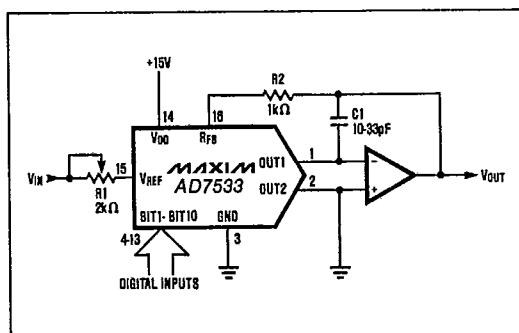 +15V
R2
1kΩ
14
16
VDD
RFB
C1
10-33pF
OUT1
1
−
VIN
15
VREF
MAXIM
AD7533
OUT2
2
+
VOUT
R1
2kΩ
BIT1- BIT10
GND
4-13
3
DIGITAL INPUTS